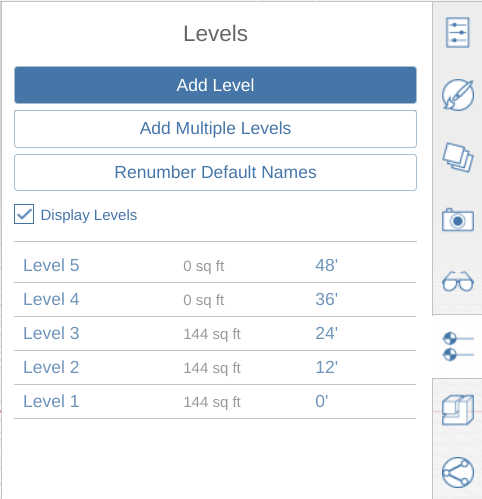 Levels
Add Level
Add Multiple Levels
Renumber Default Names
Display Levels
Level 5 0 sq ft 48'
Level 4 0 sq ft 36'
Level 3 144 sq ft 24'
Level 2 144 sq ft 12'
Level 1 144 sq ft 0'